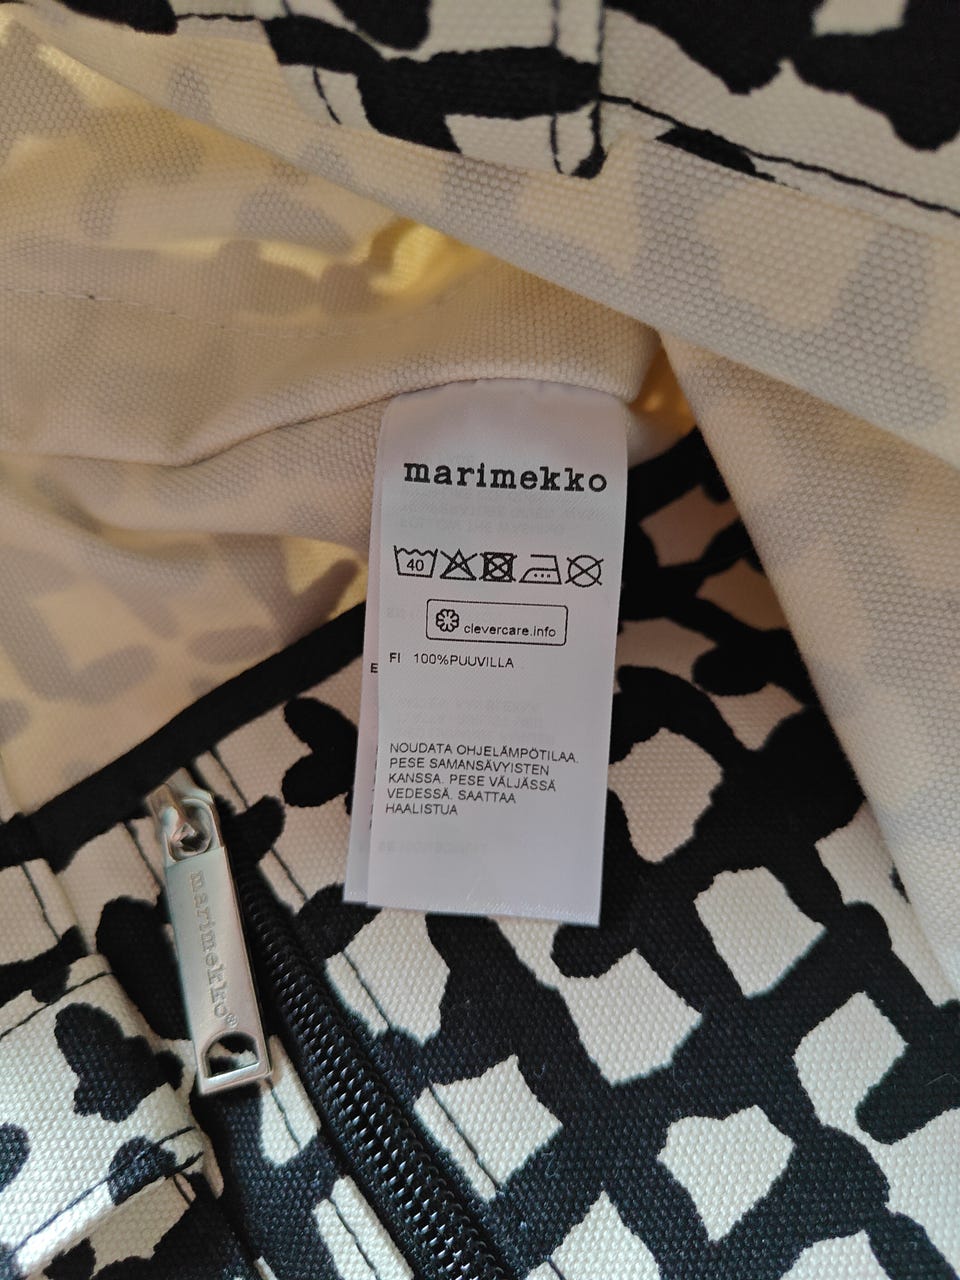 marimekko
40
clevercare.info
E
FI 100%PUUVILLA
NOUDATA OHJELÄMPÖTILAA.
PESE SAMANSÄVYISTEN
KANSSA. PESE VÄLJÄSSÄ
VEDESSÄ. SAATTAA
HAALISTUA
marimekko®